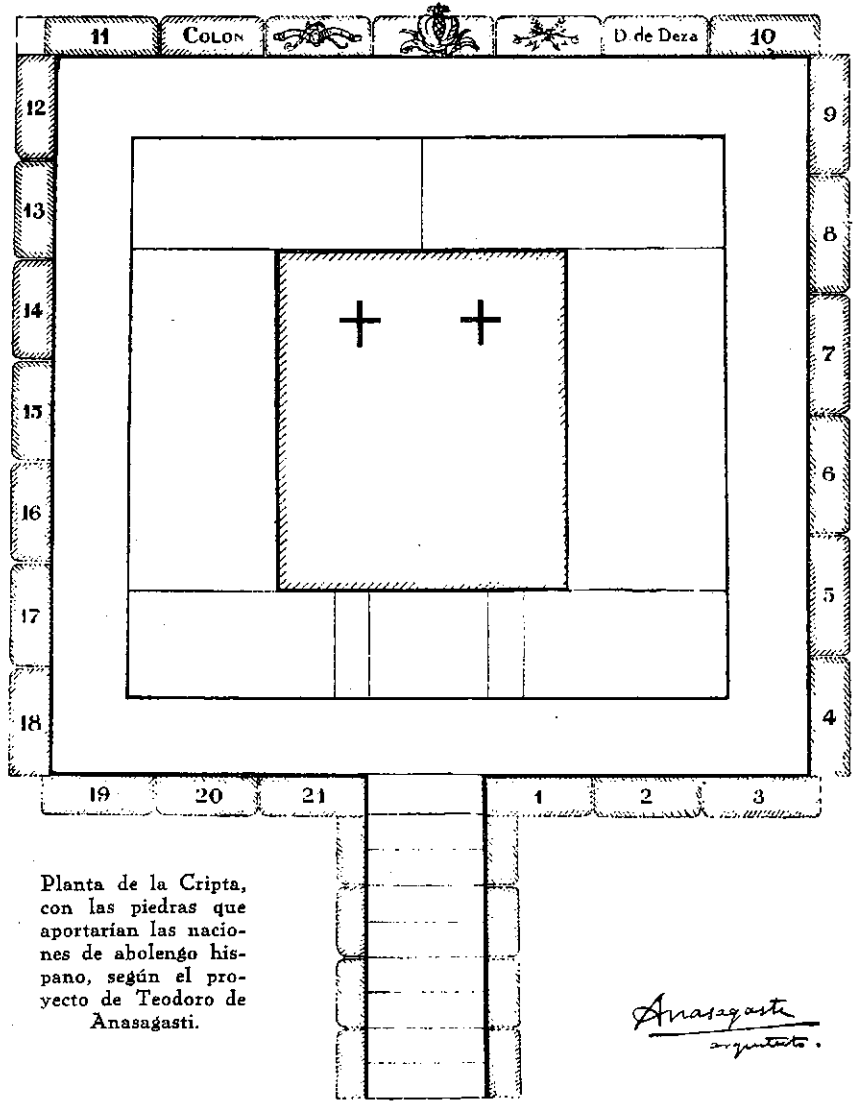 11 COLON D. de Deza 10
12 9
13 8
14 7
15 6
16 5
17 4
18
19 20 21 1 2 3
Planta de la Cripta,
con las piedras que
aportarían las nacio-
nes de abolengo his-
pano, según el pro-
yecto de Teodoro de
Anasagasti.
Anasagasti
arquitecto.